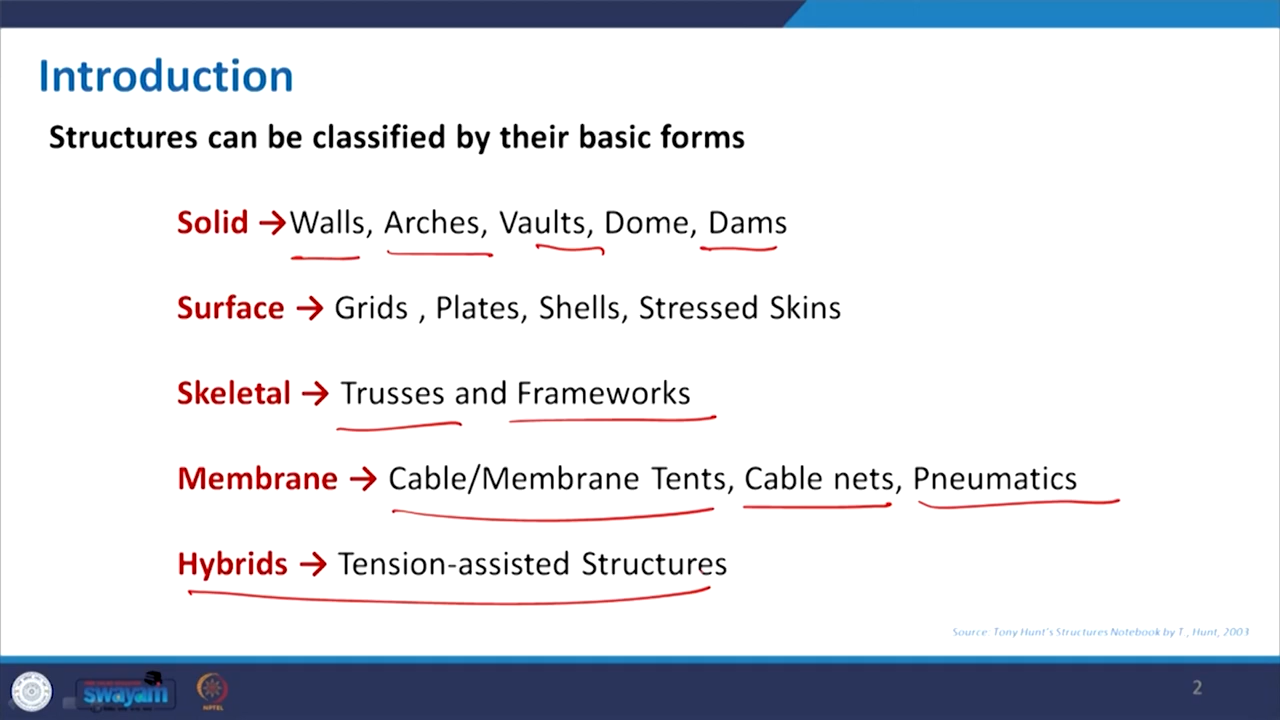 Introduction
Structures can be classified by their basic forms
Solid → Walls, Arches, Vaults, Dome, Dams
Surface → Grids , Plates, Shells, Stressed Skins
Skeletal → Trusses and Frameworks
Membrane → Cable/Membrane Tents, Cable nets, Pneumatics
Hybrids → Tension-assisted Structures
Source: Tony Hunt's Structures Notebook by T , Hunt, 2003
swayam
NPTEL
2